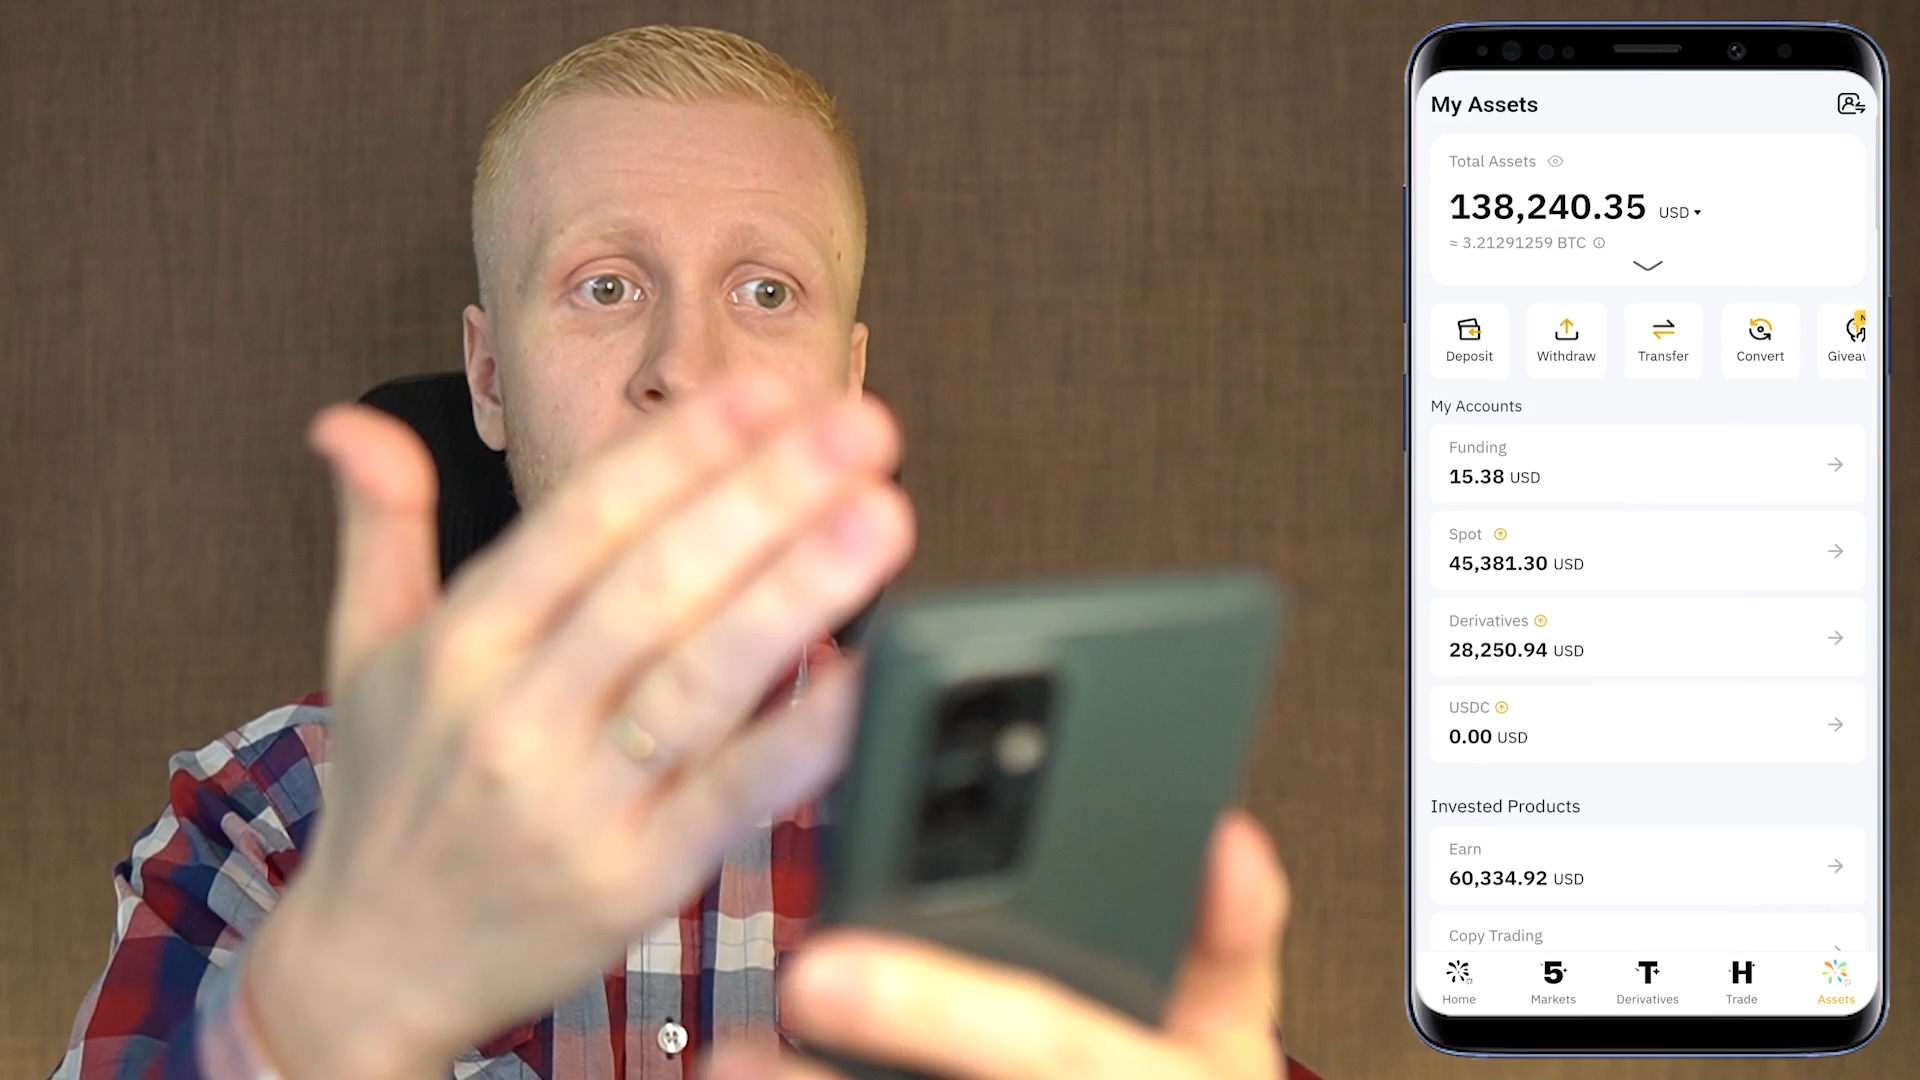 My Assets
Total Assets
138,240.35 USD
≈ 3.21291259 BTC
Deposit Withdraw Transfer Convert Giveaw
My Accounts
Funding
15.38 USD
Spot
45,381.30 USD
Derivatives
28,250.94 USD
USDC
0.00 USD
Invested Products
Earn
60,334.92 USD
Copy Trading
5 T H
Home Markets Derivatives Trade Assets